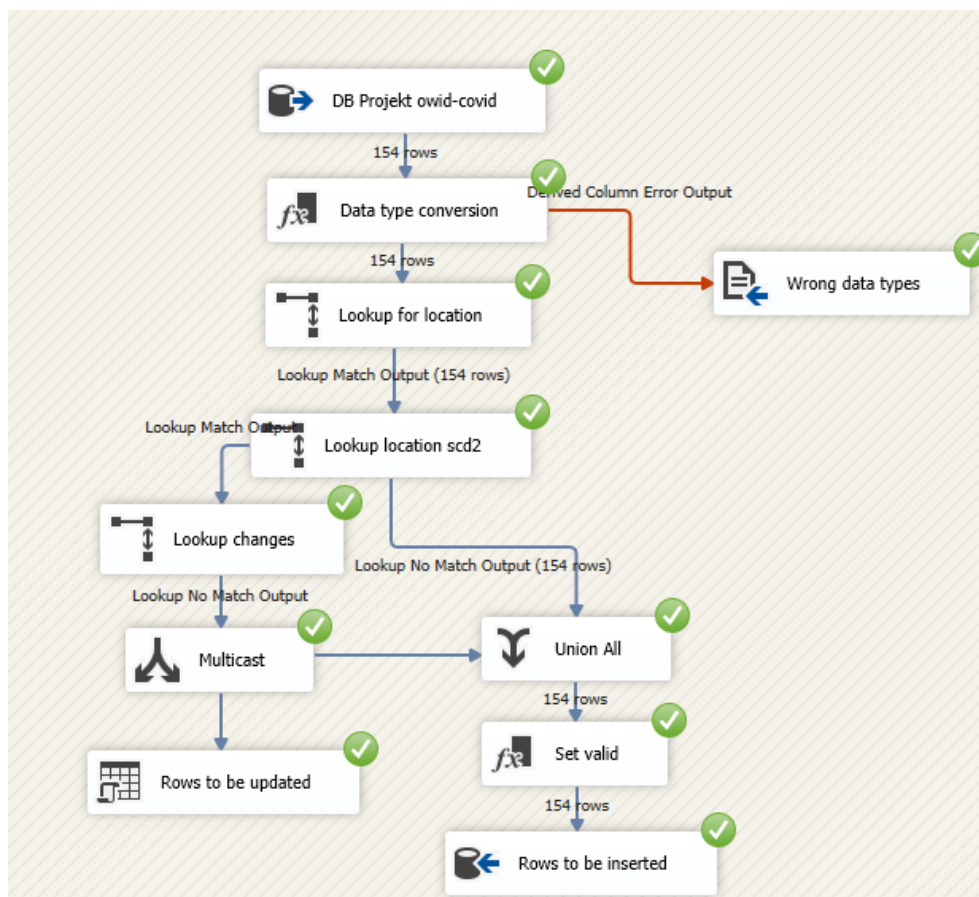 DB Projekt owid-covid
154 rows
Derived Column Error Output
Data type conversion
154 rows
Wrong data types
Lookup for location
Lookup Match Output (154 rows)
Lookup Match Output
Lookup location scd2
Lookup changes
Lookup No Match Output (154 rows)
Lookup No Match Output
Multicast
Union All
154 rows
Set valid
Rows to be updated
154 rows
Rows to be inserted